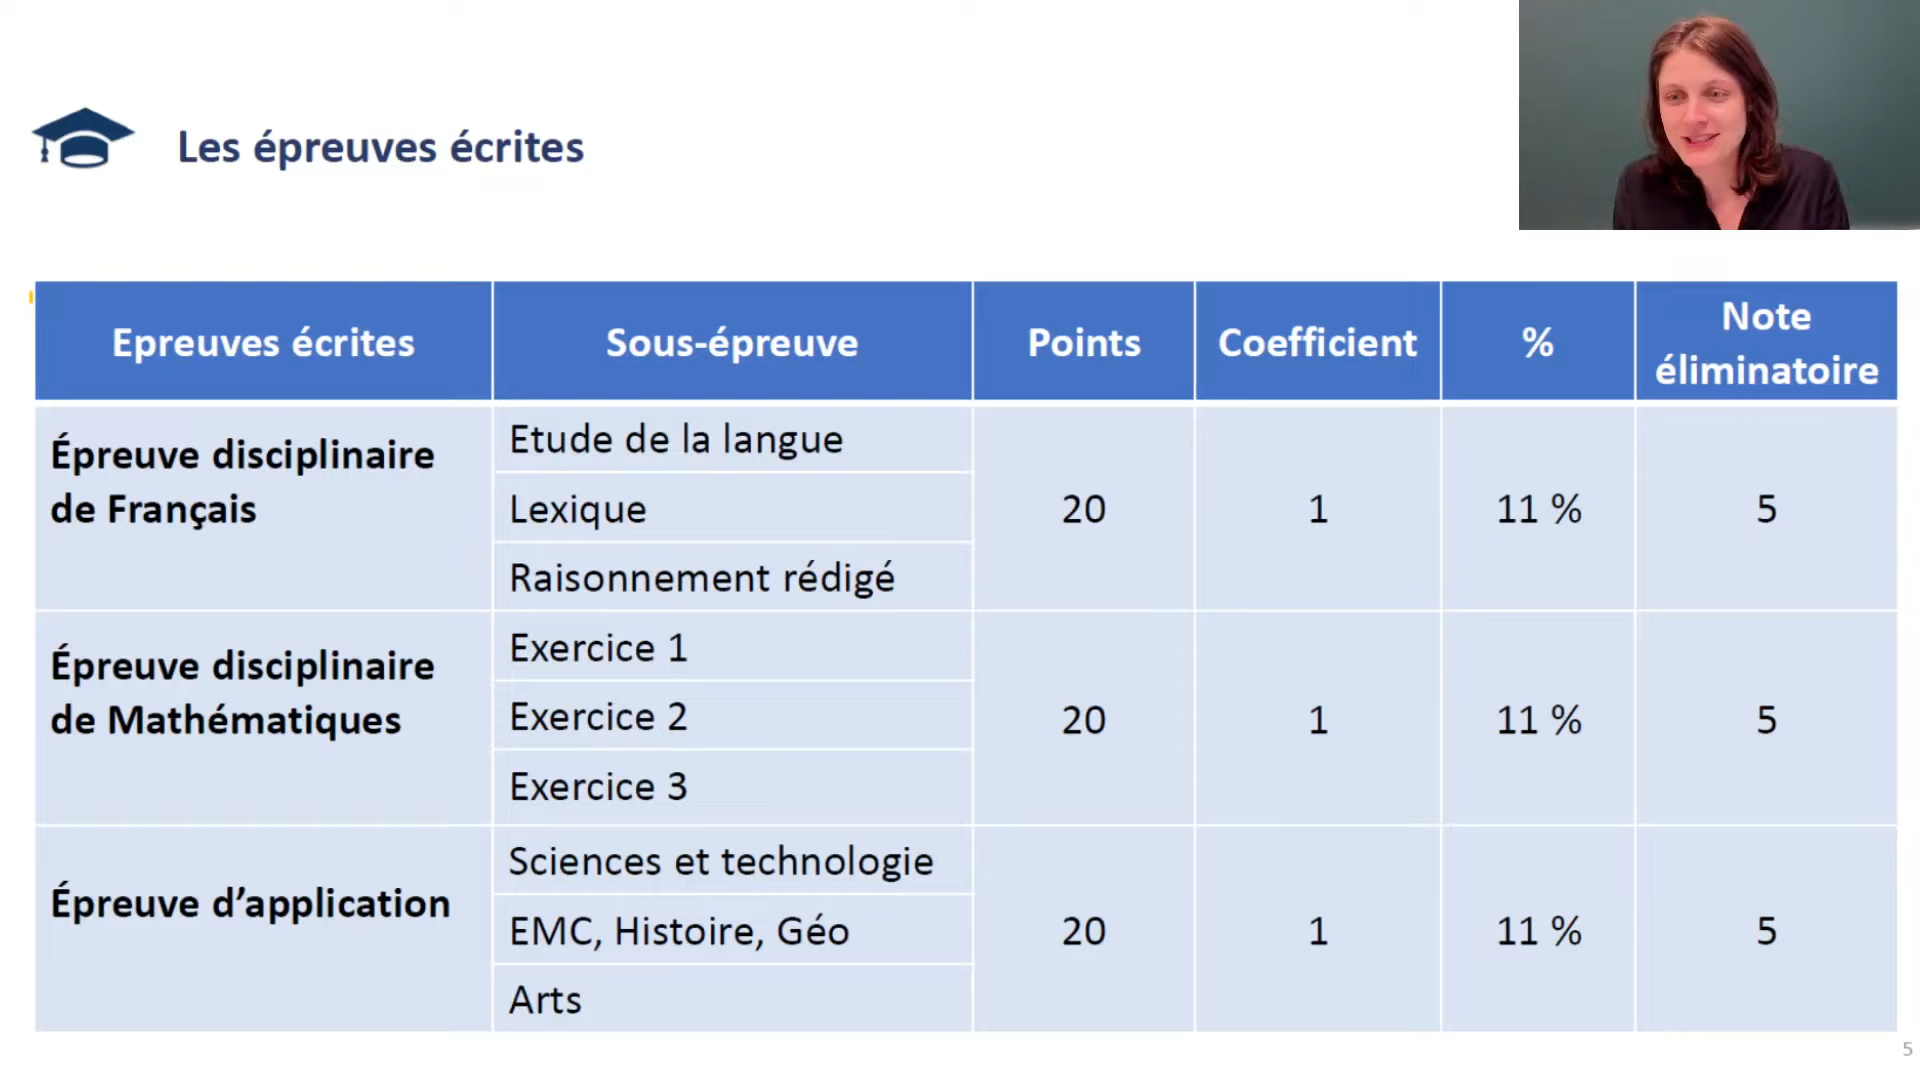 Les épreuves écrites
Epreuves écrites
Sous-épreuve
Points
Coefficient
%
Note
éliminatoire
Épreuve disciplinaire
de Français
Etude de la langue
Lexique
Raisonnement rédigé
20
1
11 %
5
Épreuve disciplinaire
de Mathématiques
Exercice 1
Exercice 2
Exercice 3
20
1
11 %
5
Épreuve d’application
Sciences et technologie
EMC, Histoire, Géo
Arts
20
1
11 %
5
5